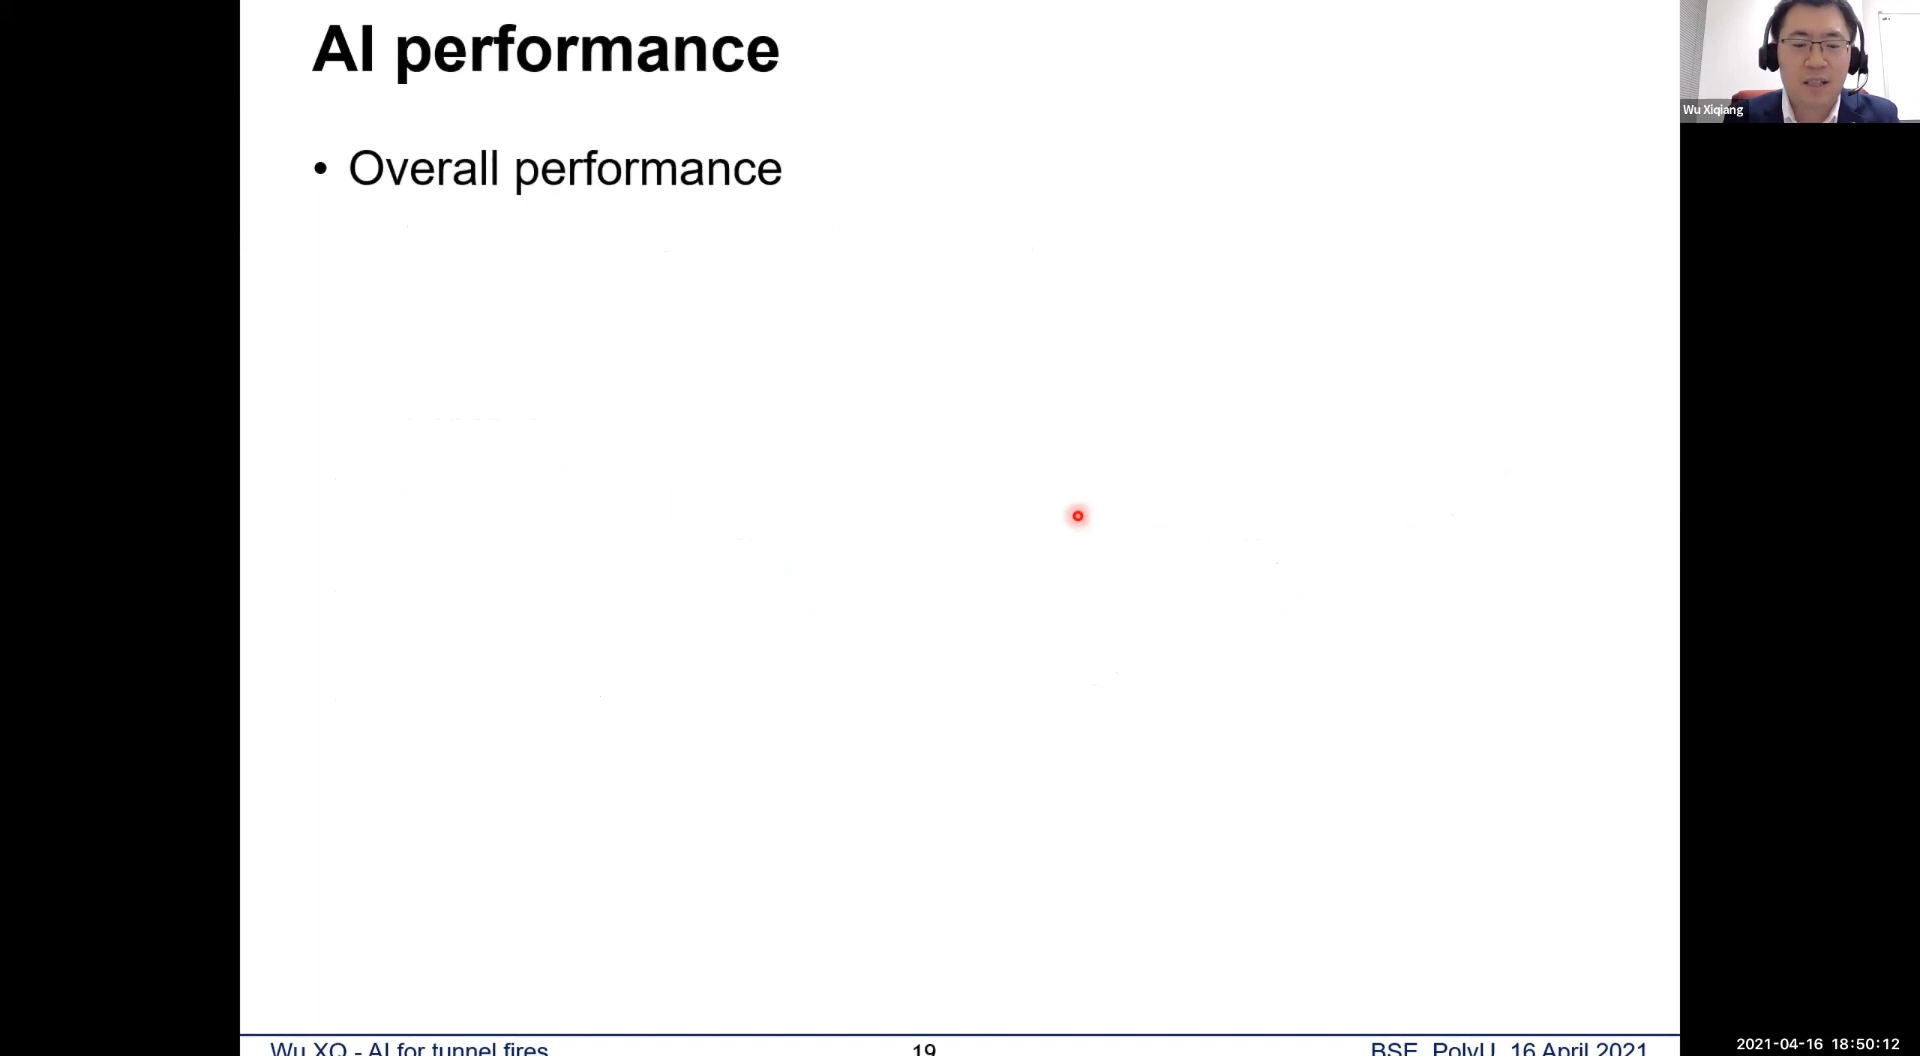 AI performance
Wu Xiqiang
• Overall performance
Wu XQ - AI for tunnel fires
19
BSE, PolyU, 16 April 2021
2021-04-16 18:50:12